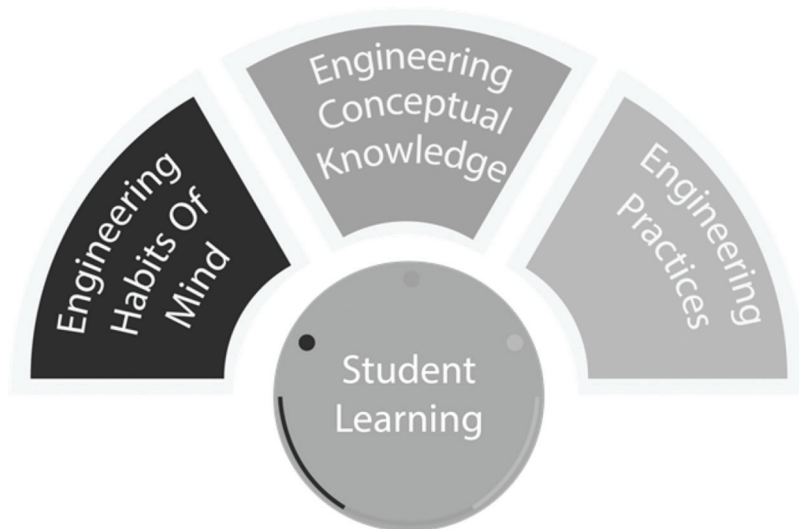 Engineering
Habits Of
Mind
Engineering
Conceptual
Knowledge
Engineering
Practices
Student
Learning